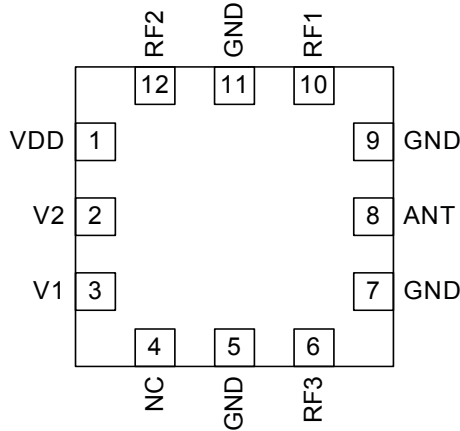 RF2 GND RF1
12 11 10
VDD 1 9 GND
V2 2 8 ANT
V1 3 7 GND
4 5 6
NC GND RF3